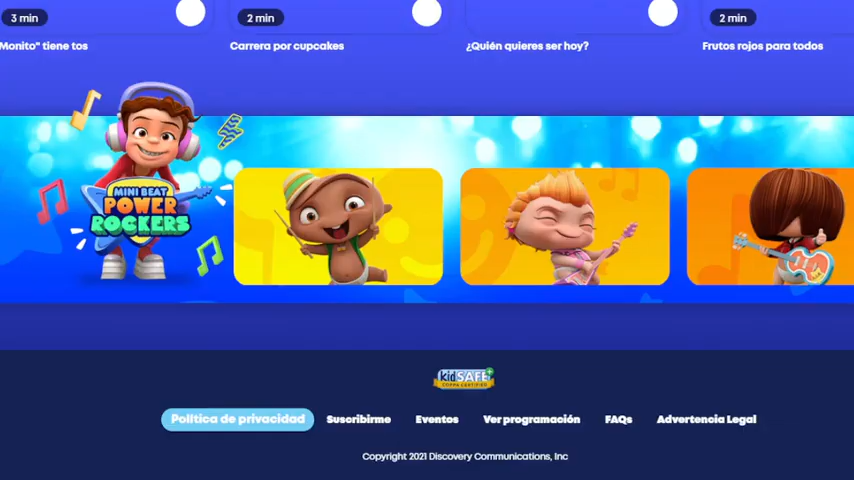 3 min
2 min
2 min
Monito" tiene tos
Carrera por cupcakes
¿Quién quieres ser hoy?
Frutos rojos para todos
MINI BEAT
POWER
ROCKERS
kidSAFE+
COPPA CERTIFIED
Política de privacidad
Suscribirme
Eventos
Ver programación
FAQs
Advertencia Legal
Copyright 2021 Discovery Communications, Inc